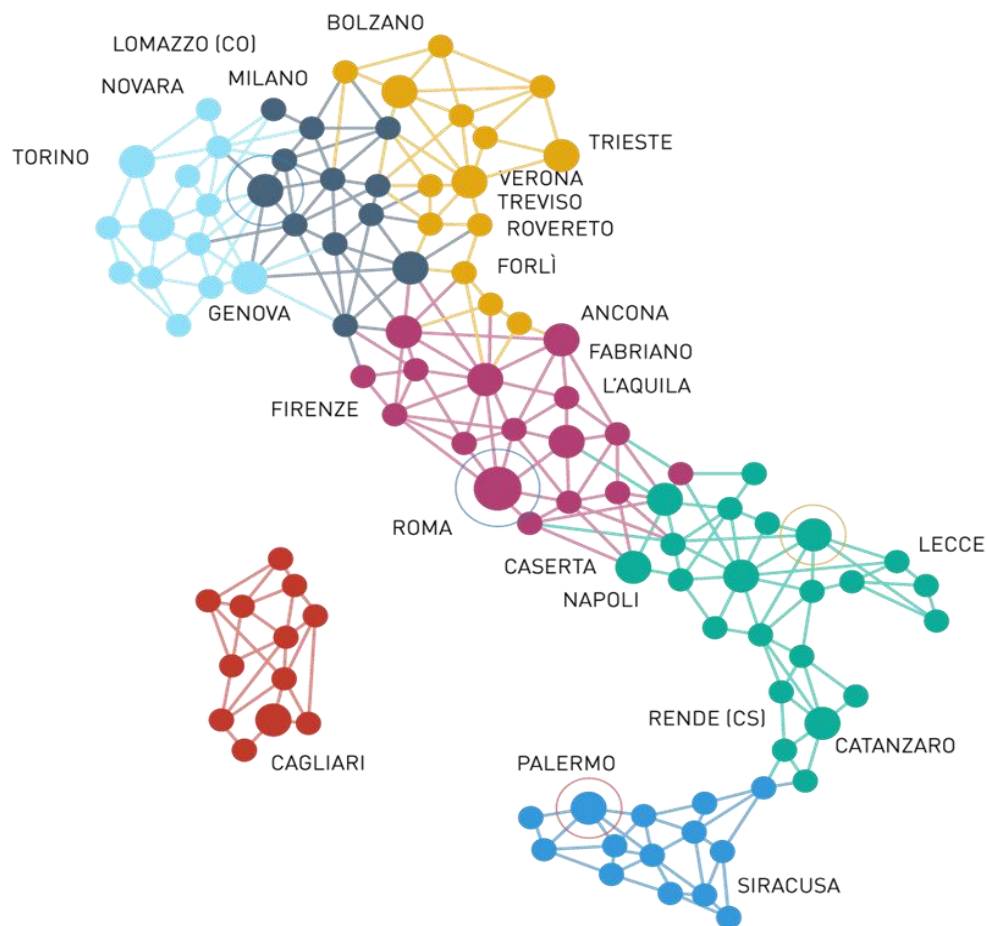 BOLZANO
LOMAZZO (CO)
NOVARA
MILANO
TORINO
TRIESTE
VERONA
TREVISO
ROVERETO
FORLÌ
GENOVA
ANCONA
FABRIANO
L'AQUILA
FIRENZE
ROMA
LECCE
CASERTA
NAPOLI
RENDE (CS)
CATANZARO
CAGLIARI
PALERMO
SIRACUSA